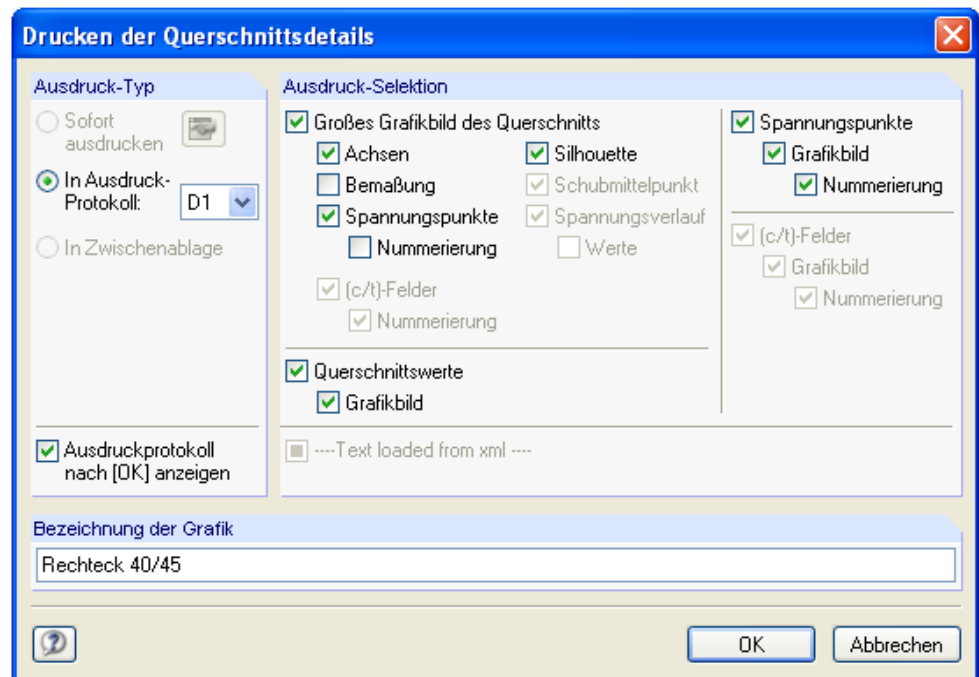 Drucken der Querschnittsdetails
Ausdruck-Typ
Sofort
ausdrucken
In Ausdruck-
Protokoll:
D1
In Zwischenablage
Ausdruckprotokoll
nach [OK] anzeigen
Ausdruck-Selektion
Großes Grafikbild des Querschnitts
Achsen
Silhouette
Bemaßung
Schubmittelpunkt
Spannungspunkte
Spannungsverlauf
Nummerierung
Werte
(c/t)-Felder
Nummerierung
Querschnittswerte
Grafikbild
Spannungspunkte
Grafikbild
Nummerierung
(c/t)-Felder
Grafikbild
Nummerierung
----Text loaded from xml ----
Bezeichnung der Grafik
Rechteck 40/45
OK
Abbrechen